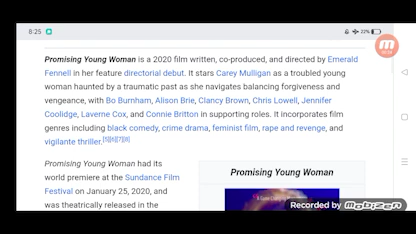 8:25
22%
Promising Young Woman is a 2020 film written, co-produced, and directed by Emerald
Fennell in her feature directorial debut. It stars Carey Mulligan as a troubled young
woman haunted by a traumatic past as she navigates balancing forgiveness and
vengeance, with Bo Burnham, Alison Brie, Clancy Brown, Chris Lowell, Jennifer
Coolidge, Laverne Cox, and Connie Britton in supporting roles. It incorporates film
genres including black comedy, crime drama, feminist film, rape and revenge, and
vigilante thriller.[5][6][7][8]
Promising Young Woman had its
world premiere at the Sundance Film
Festival on January 25, 2020, and
was theatrically released in the
Promising Young Woman
Recorded by Mobizen